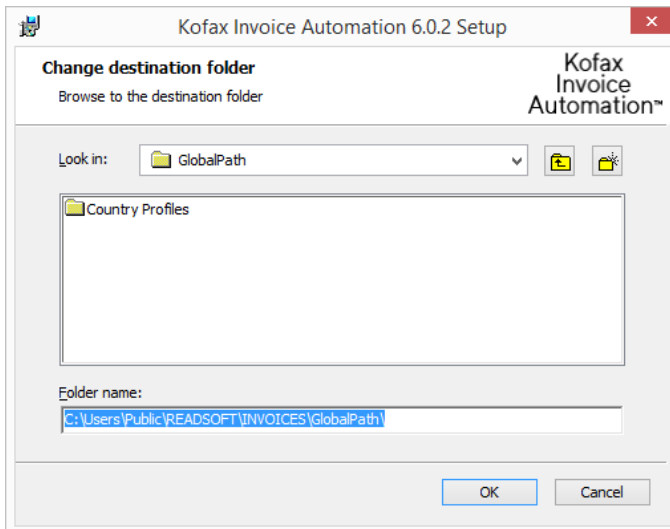 Kofax Invoice Automation 6.0.2 Setup
Change destination folder
Browse to the destination folder
Kofax
Invoice
Automation™
Look in:
GlobalPath
Country Profiles
Folder name:
C:\Users\Public\READSOFT\INVOICES\GlobalPath\
OK
Cancel